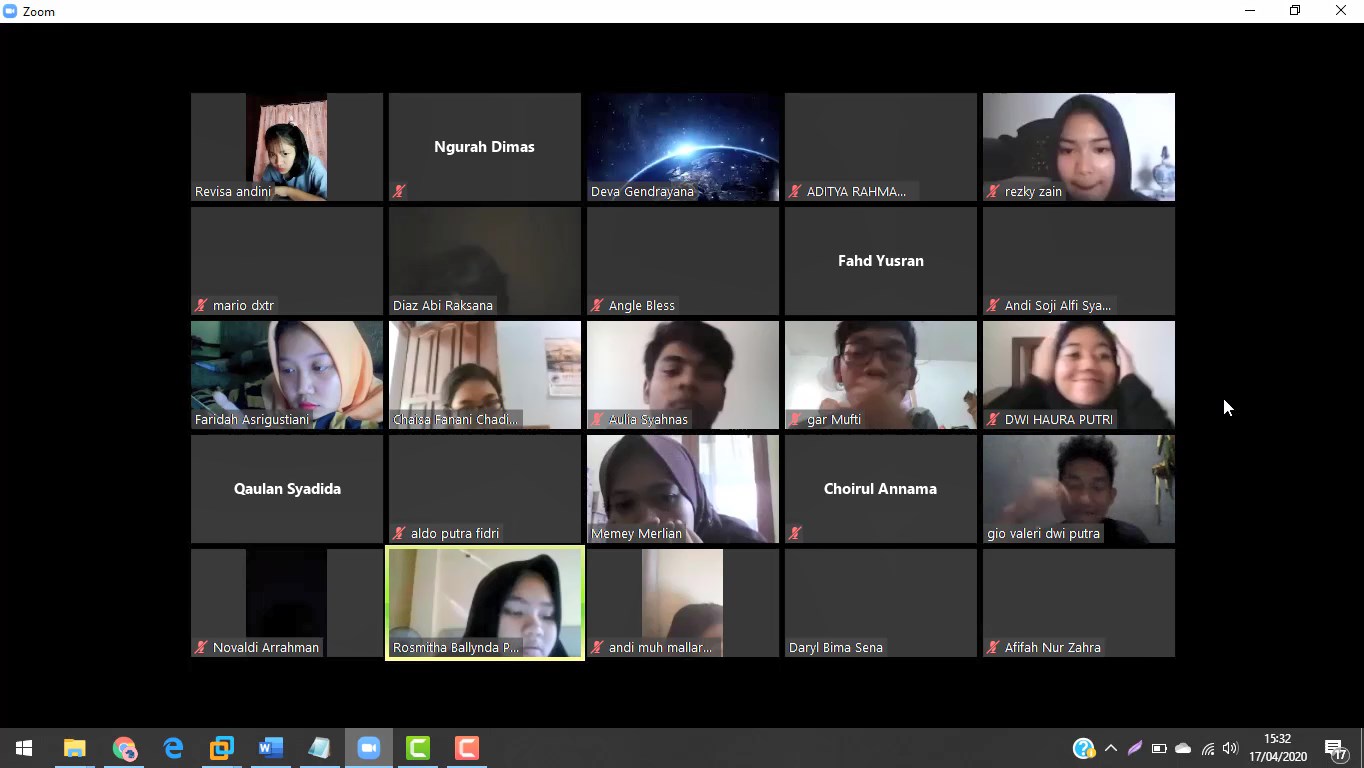 Zoom
Revisa andini
Ngurah Dimas
Deva Gendrayana
ADITYA RAHMA...
rezky zain
mario dxtr
Diaz Abi Raksana
Angle Bless
Fahd Yusran
Andi Soji Alfi Sya...
Faridah Asrigustiani
Chaisa Fanani Chadi...
Aulia Syahnas
gar Mufti
DWI HAURA PUTRI
Qaulan Syadida
aldo putra fidri
Memey Merlian
Choirul Annama
gio valeri dwi putra
Novaldi Arrahman
Rosmitha Ballynda P...
andi muh mallar...
Daryl Bima Sena
Afifah Nur Zahra
15:32
17/04/2020
17